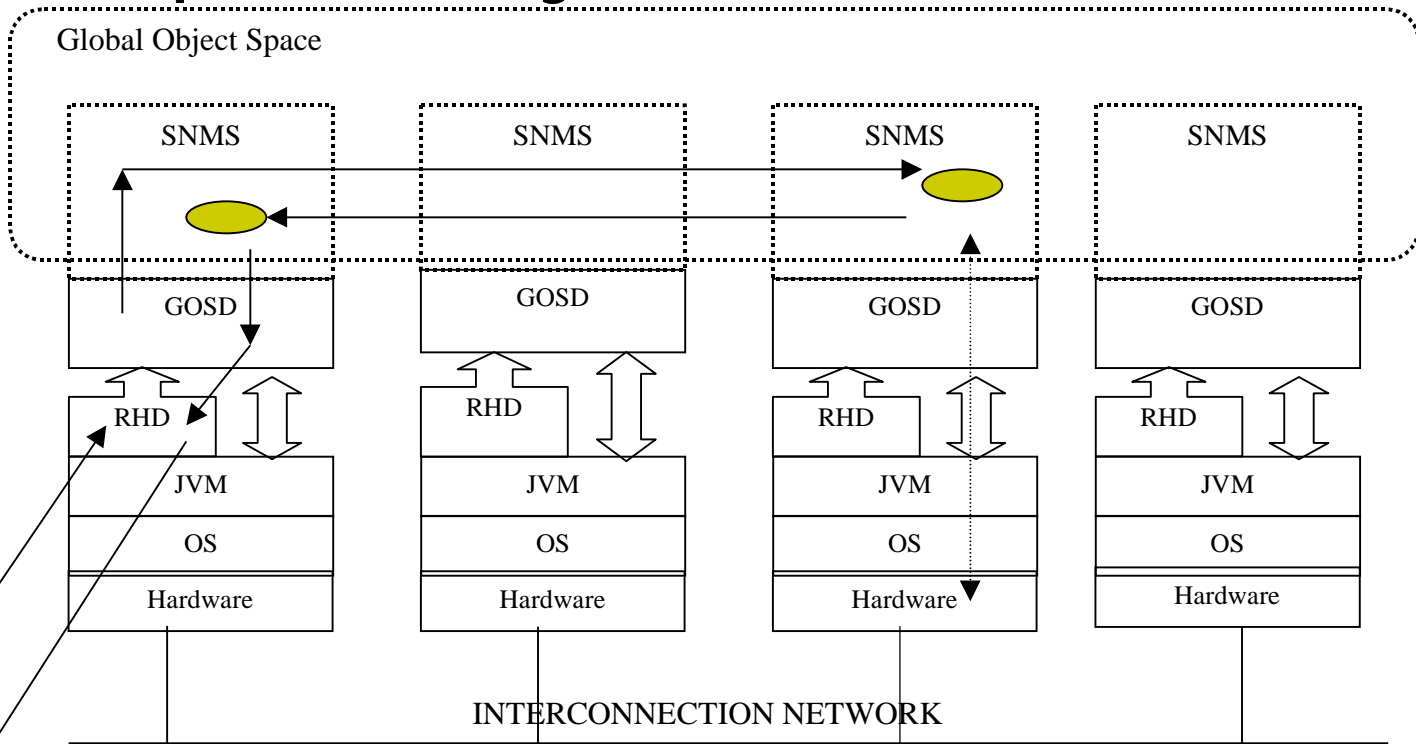 Global Object Space
SNMS SNMS SNMS SNMS
GOSD GOSD GOSD GOSD
RHD RHD RHD RHD
JVM JVM JVM JVM
OS OS OS OS
Hardware Hardware Hardware Hardware
INTERCONNECTION NETWORK